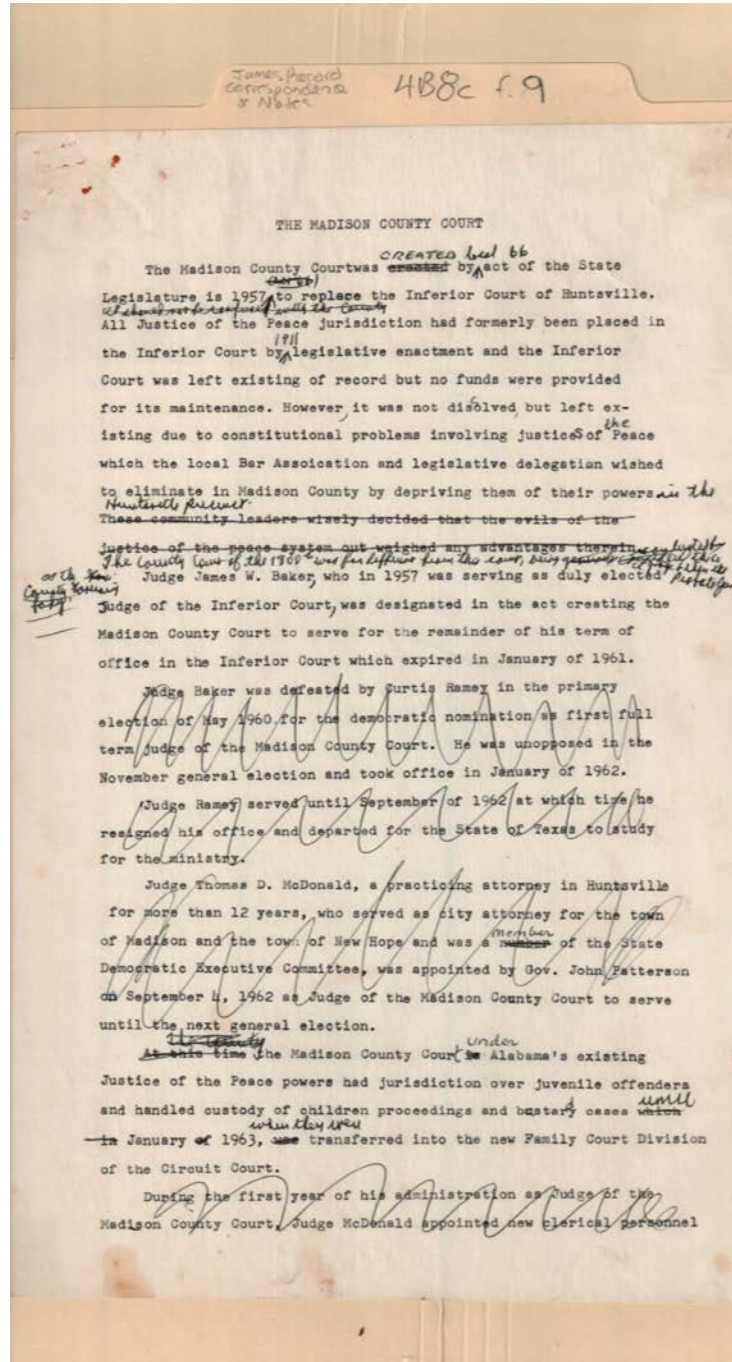 James Record
Correspondence
& Notes
4B8c f.9
THE MADISON COUNTY COURT
CREATED
The Madison County Courtwas created by act of the State
Legislature is 1957 to replace the Inferior Court of Huntsville.
All Justice of the Peace jurisdiction had formerly been placed in
1911
the Inferior Court by legislative enactment and the Inferior
Court was left existing of record but no funds were provided
for its maintenance. However, it was not disolved but left ex-
the
isting due to constitutional problems involving justices of Peace
which the local Bar Assoication and legislative delegation wished
to eliminate in Madison County by depriving them of their powers in the
Huntsville precinct
These community leaders wisely decided that the evils of the
justice of the peace system out weighed any advantages therein.
The County Court of the 1900's was far different from this court, being
Judge James W. Baker, who in 1957 was serving as duly elected
Judge of the Inferior Court, was designated in the act creating the
Madison County Court to serve for the remainder of his term of
office in the Inferior Court which expired in January of 1961.
Judge Baker was defeated by Curtis Ramey in the primary
election of May 1960 for the democratic nomination as first full
term judge of the Madison County Court. He was unopposed in the
November general election and took office in January of 1962.
Judge Ramey served until September of 1962 at which time he
resigned his office and departed for the State of Texas to study
for the ministry.
Judge Thomas D. McDonald, a practicing attorney in Huntsville
for more than 12 years, who served as city attorney for the town
member
of Madison and the town of New Hope and was a number of the State
Democratic Executive Committee, was appointed by Gov. John Patterson
on September 4, 1962 as Judge of the Madison County Court to serve
until the next general election.
under
At this time the Madison County Court is Alabama's existing
Justice of the Peace powers had jurisdiction over juvenile offenders
until
and handled custody of children proceedings and bastard cases which
when they were
in January of 1963, was transferred into the new Family Court Division
of the Circuit Court.
During the first year of his administration as Judge of the
Madison County Court, Judge McDonald appointed new clerical personnel